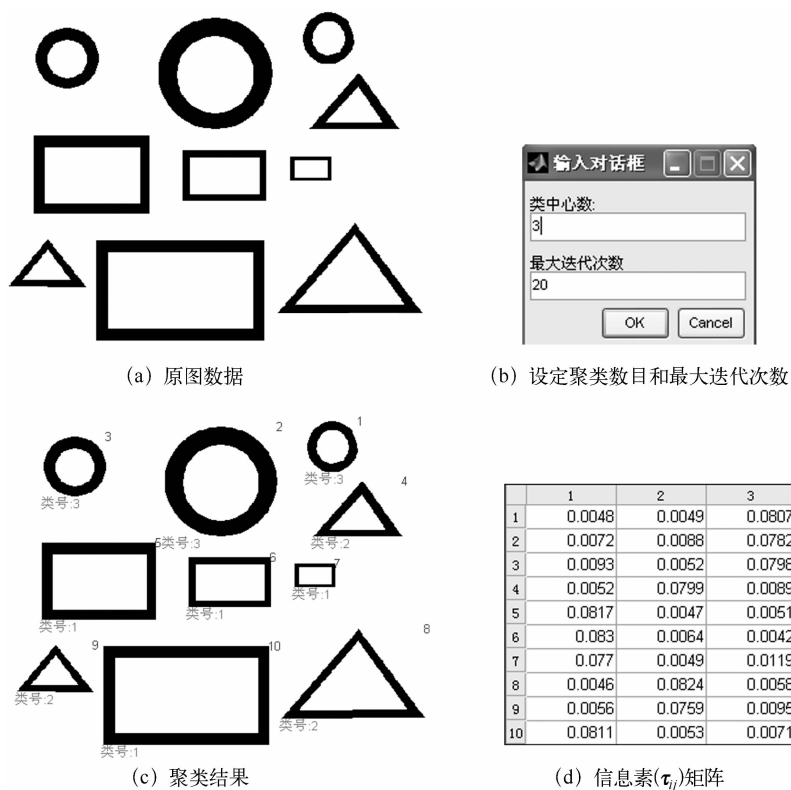 输入对话框
类中心数:
3
最大迭代次数
20
OK Cancel
(a) 原图数据
(b) 设定聚类数目和最大迭代次数
3
类号:3
2
5类号:3
1
类号:3
4
类号:2
类号:1
6
类号:1
7
类号:1
9
类号:2
10
类号:1
8
类号:2
1 2 3
1 0.0048 0.0049 0.0807
2 0.0072 0.0088 0.0782
3 0.0093 0.0052 0.0798
4 0.0052 0.0799 0.0089
5 0.0817 0.0047 0.0051
6 0.083 0.0064 0.0042
7 0.077 0.0049 0.0119
8 0.0046 0.0824 0.0058
9 0.0056 0.0759 0.0095
10 0.0811 0.0053 0.0071
(c) 聚类结果
(d) 信息素(τij)矩阵